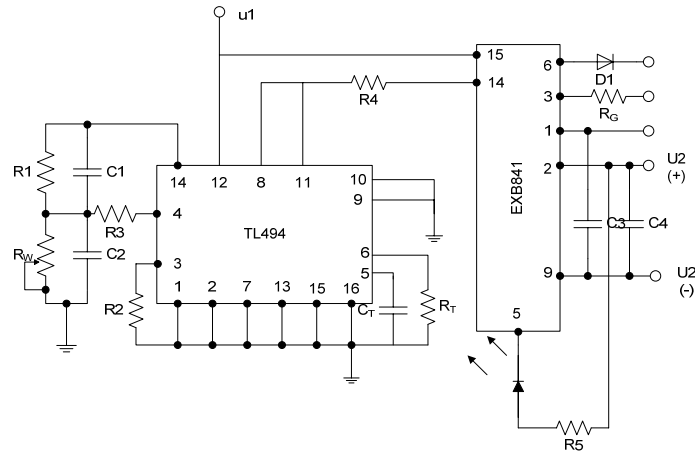 u1
15
6
D1
14
R4
3
RG
1
U2
(+)
2
EXB841
R1
C1
14
12
8
11
10
9
4
R3
TL494
C3
C4
RW
C2
3
6
5
9
U2
(-)
R2
1
2
7
13
15
16
CT
RT
5
R5